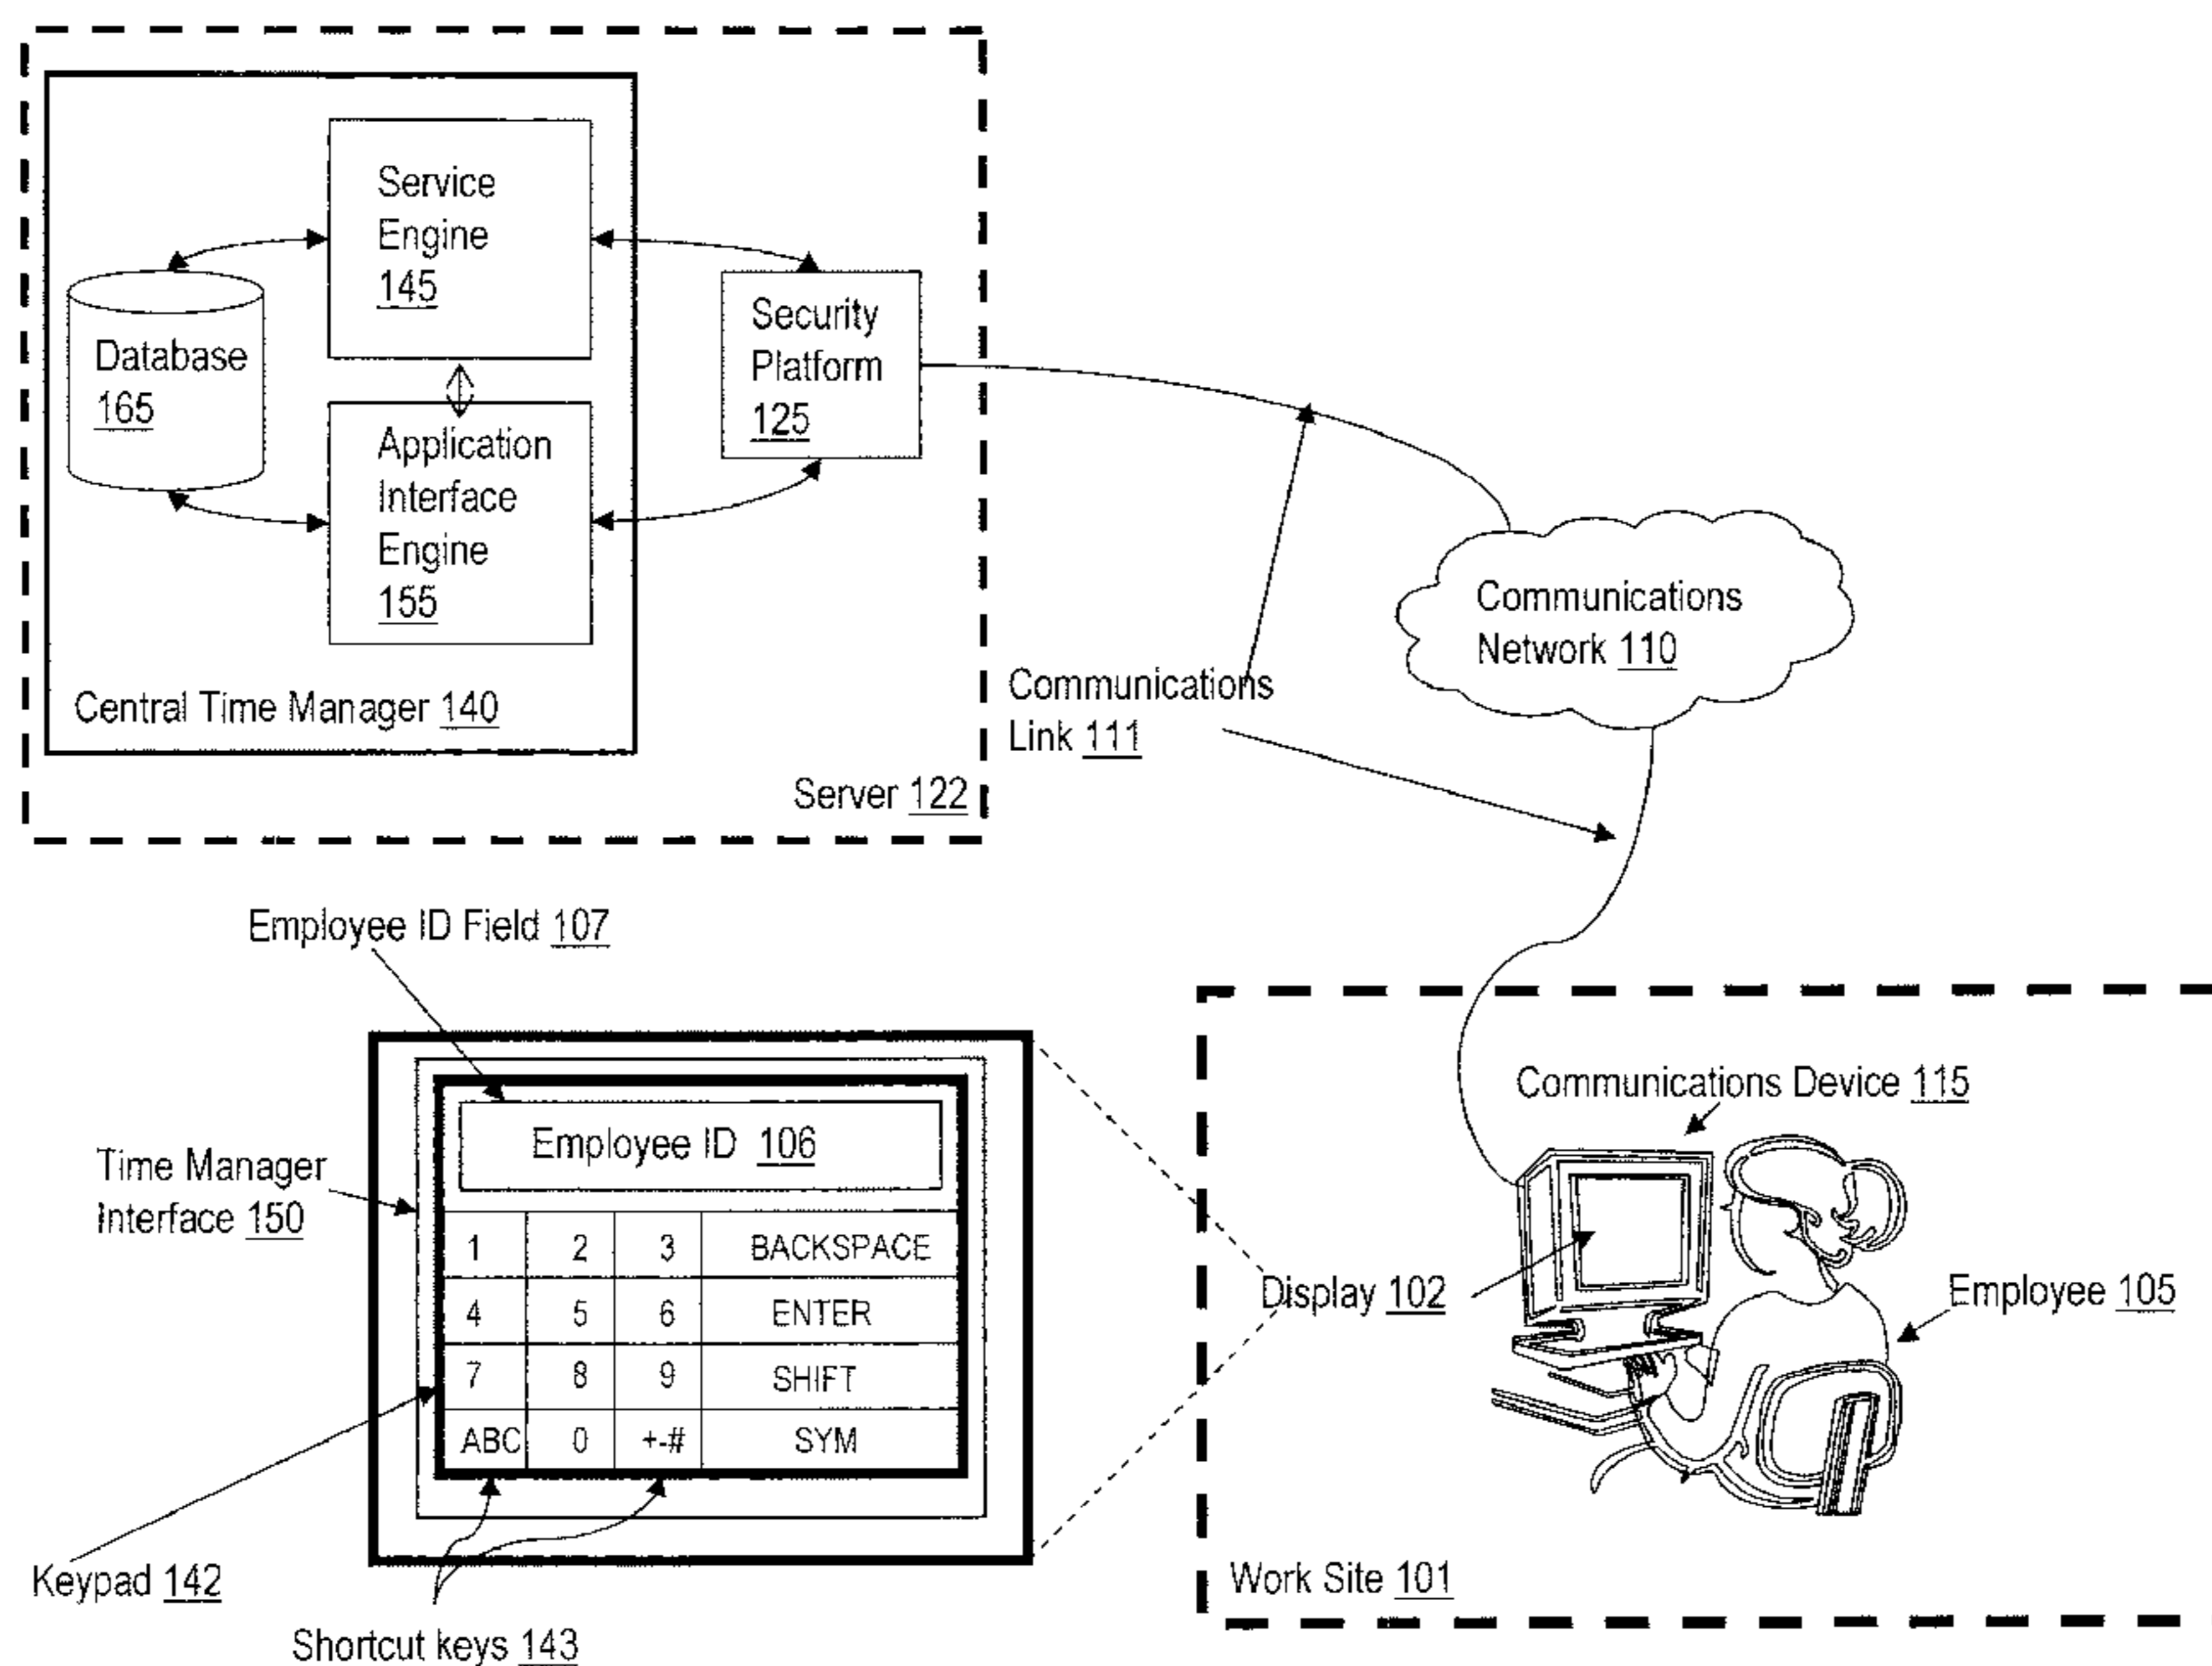 Service
Engine
145
Database
165
Application
Interface
Engine
155
Security
Platform
125
Central Time Manager 140
Server 122
Communications
Link 111
Communications
Network 110
Employee ID Field 107
Time Manager
Interface 150
Employee ID 106
1 2 3 BACKSPACE
4 5 6 ENTER
7 8 9 SHIFT
ABC 0 +-# SYM
Keypad 142
Shortcut keys 143
Communications Device 115
Display 102
Employee 105
Work Site 101